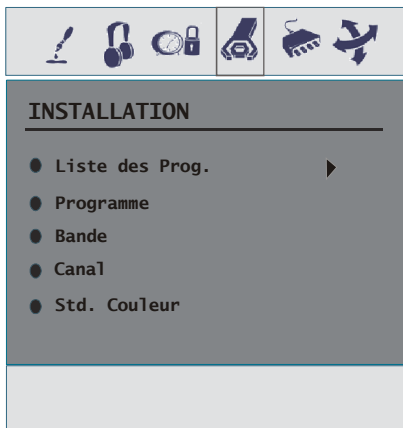 INSTALLATION
Liste des Prog.
Programme
Bande
Canal
Std. Couleur